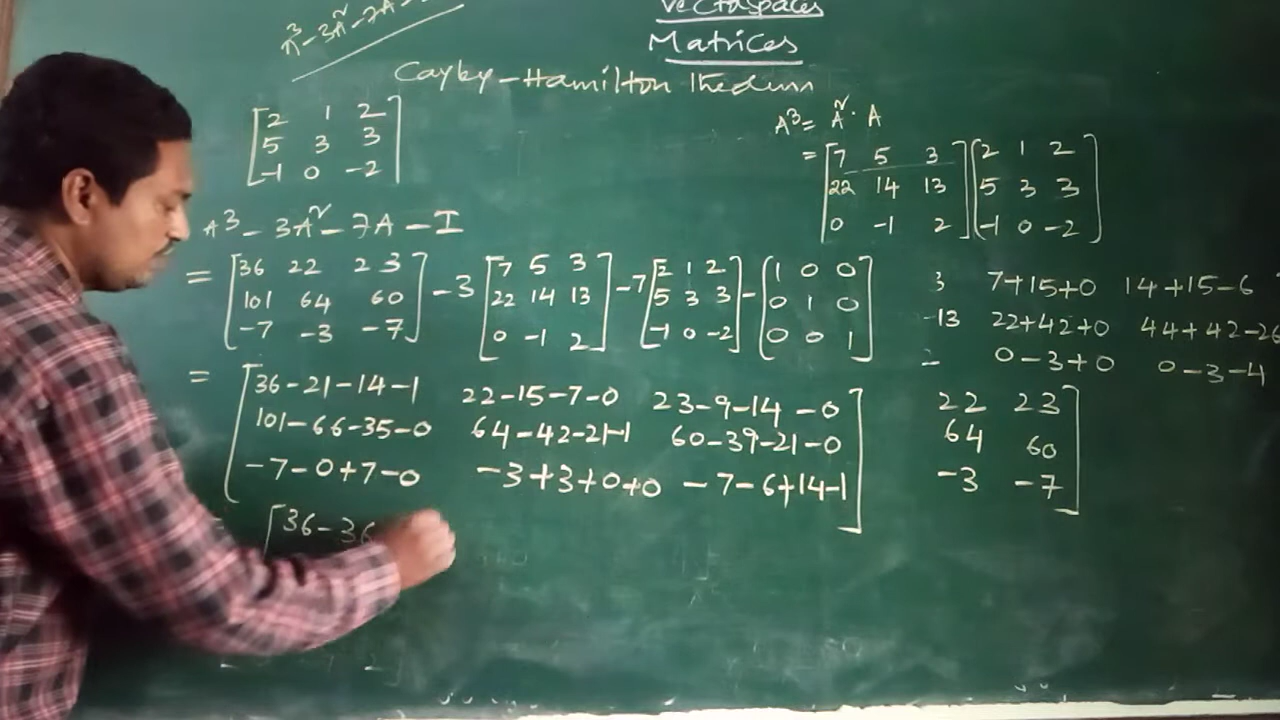 Vectorspaces
Matrices
Cayley-Hamilton Theorem
A³-3A²-7A-
[2 1 2
5 3 3
-1 0 -2]
A³-3A²-7A-I
=[36 22 23
101 64 60
-7 -3 -7]-3[7 5 3
22 14 13
0 -1 2]-7[2 1 2
5 3 3
-1 0 -2]-[1 0 0
0 1 0
0 0 1]
=[36-21-14-1 22-15-7-0 23-9-14-0
101-66-35-0 64-42-21-1 60-39-21-0
-7-0+7-0 -3+3+0+0 -7-6+14-1]
[36-36
A³= A²·A
=[7 5 3
22 14 13
0 -1 2][2 1 2
5 3 3
-1 0 -2]
3 7+15+0 14+15-6
-13 22+42+0 44+42-26
0-3+0 0-3-4
22 23
64 60
-3 -7]